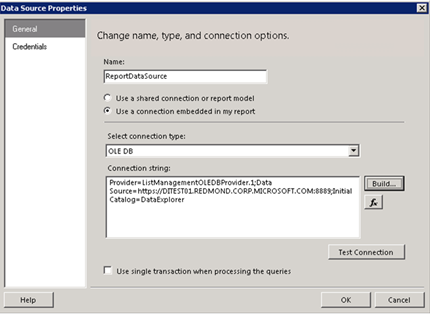 Data Source Properties
General
Credentials
Change name, type, and connection options.
Name:
ReportDataSource
Use a shared connection or report model
Use a connection embedded in my report
Select connection type:
OLE DB
Connection string:
Provider=ListManagementOLEDBProvider.1;Data
Source=https://DITEST01.REDMOND.CORP.MICROSOFT.COM:8889;Initial
Catalog=DataExplorer
Build...
fx
Test Connection
Use single transaction when processing the queries
Help
OK
Cancel